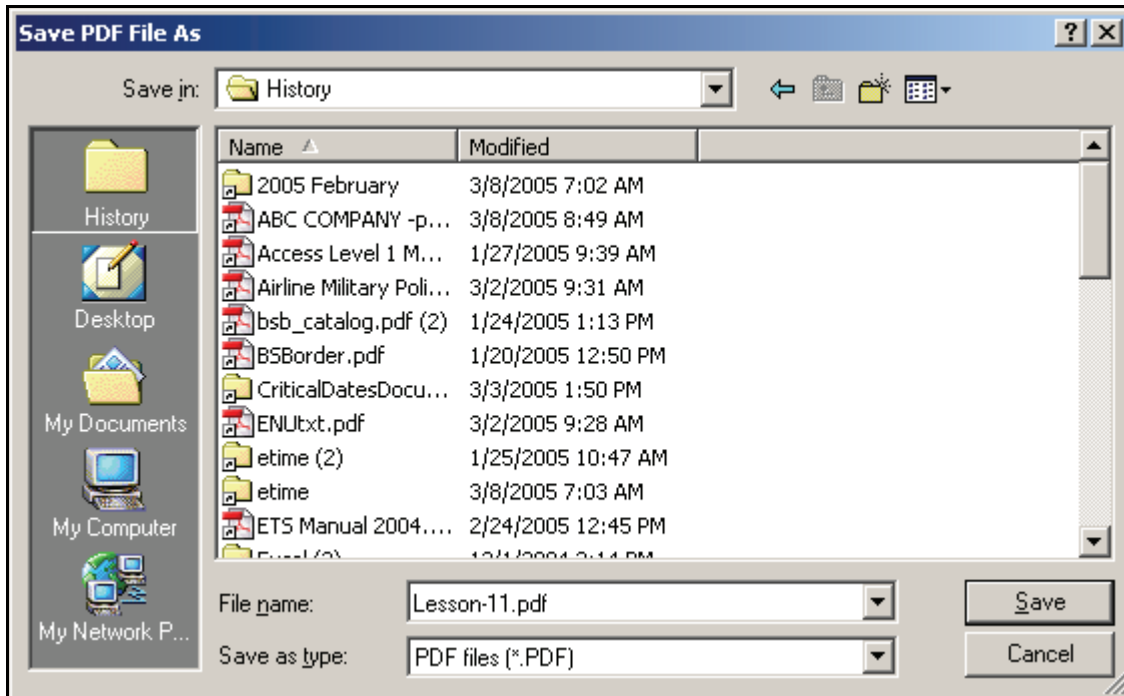 Save PDF File As
Save in: History
Name Modified
History
Desktop
My Documents
My Computer
My Network P...
2005 February 3/8/2005 7:02 AM
ABC COMPANY -p... 3/8/2005 8:49 AM
Access Level 1 M... 1/27/2005 9:39 AM
Airline Military Poli... 3/2/2005 9:31 AM
bsb_catalog.pdf (2) 1/24/2005 1:13 PM
BSBorder.pdf 1/20/2005 12:50 PM
CriticalDatesDocu... 3/3/2005 1:50 PM
ENUtxt.pdf 3/2/2005 9:28 AM
etime (2) 1/25/2005 10:47 AM
etime 3/8/2005 7:03 AM
ETS Manual 2004.... 2/24/2005 12:45 PM
File name: Lesson-11.pdf Save
Save as type: PDF files (*.PDF) Cancel